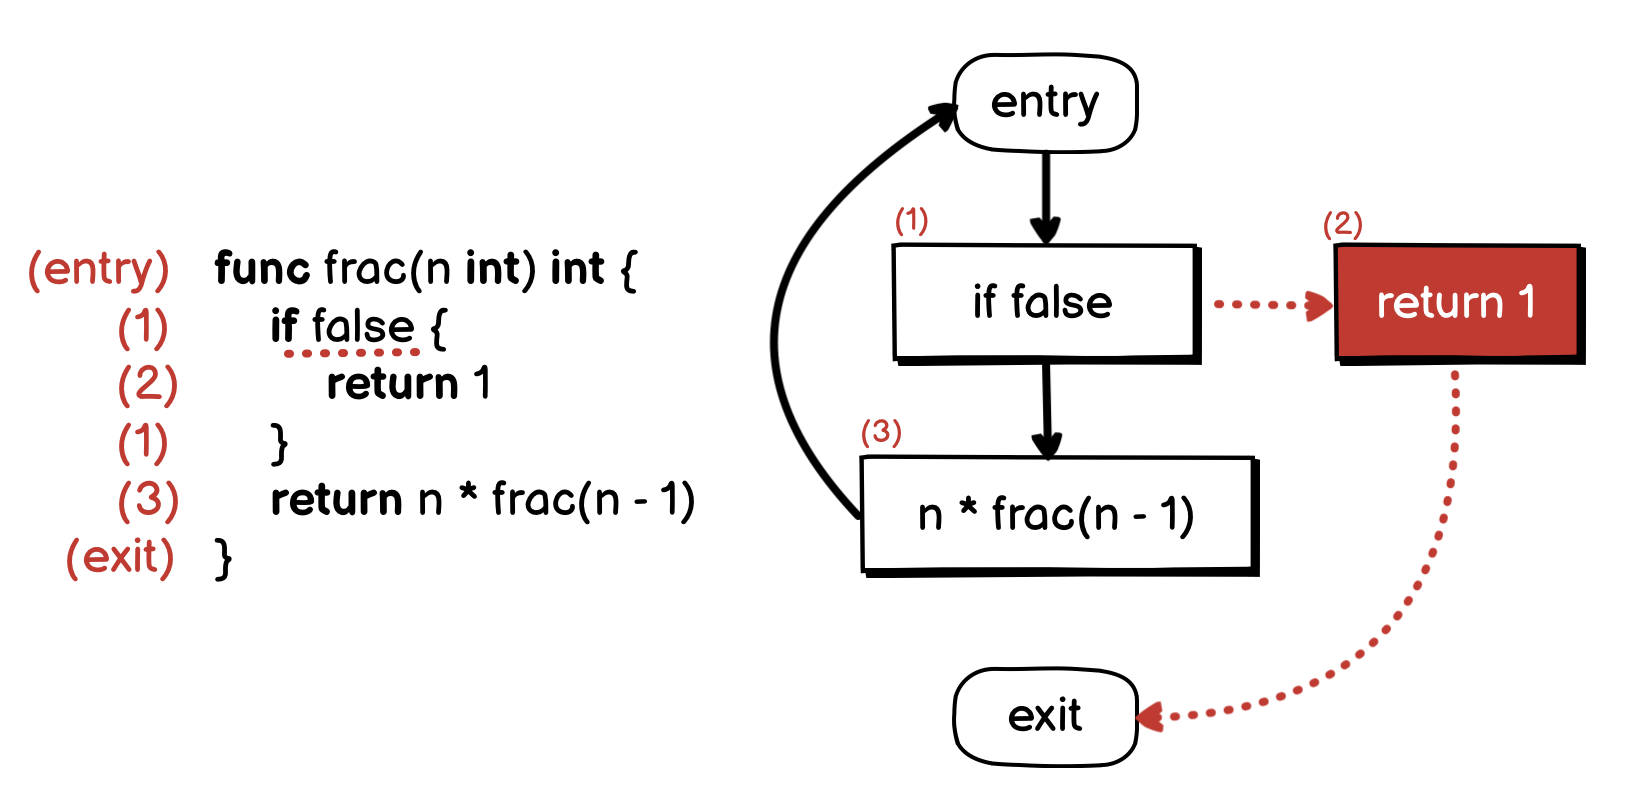 (entry) func frac(n int) int {
(1) if false {
(2) return 1
(1) }
(3) return n * frac(n - 1)
(exit) }
entry
(1)
if false
(2)
return 1
(3)
n * frac(n - 1)
exit